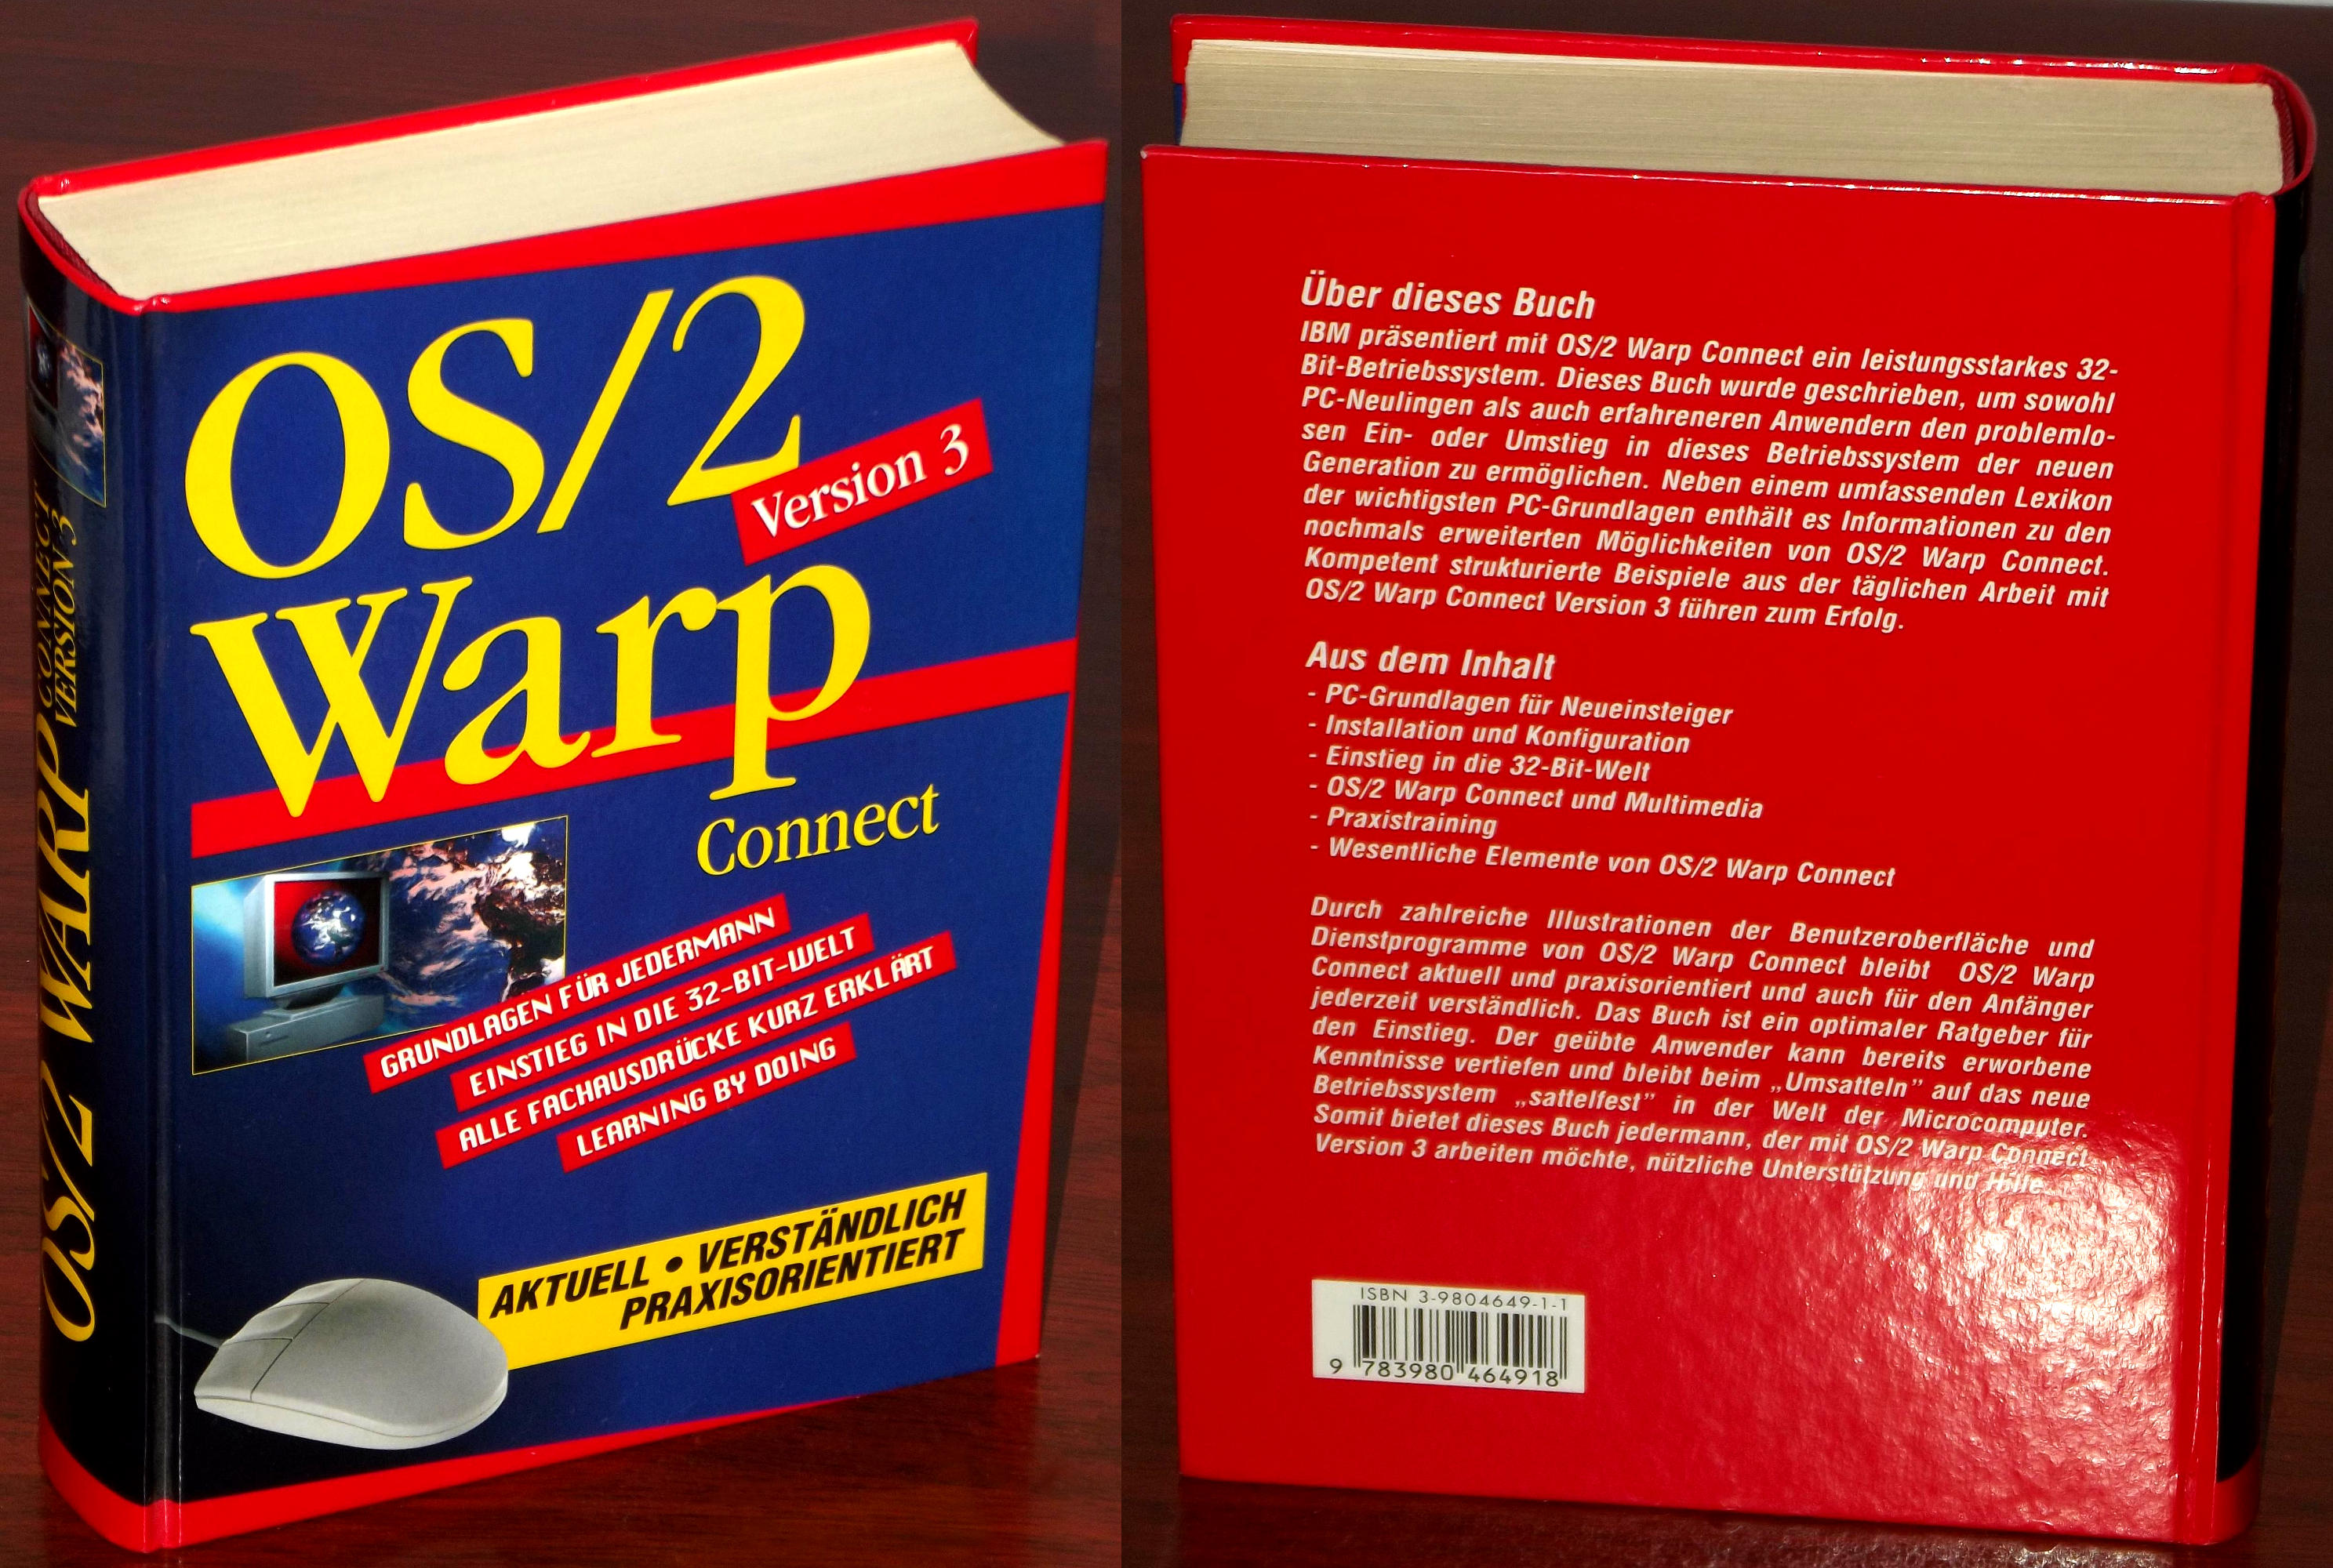 OS/2 WARP CONNECT
VERSION 3
OS/2
Version 3
Warp
Connect
GRUNDLAGEN FÜR JEDERMANN
EINSTIEG IN DIE 32-BIT-WELT
ALLE FACHAUSDRÜCKE KURZ ERKLÄRT
LEARNING BY DOING
AKTUELL • VERSTÄNDLICH
PRAXISORIENTIERT
Über dieses Buch
IBM präsentiert mit OS/2 Warp Connect ein leistungsstarkes 32-
Bit-Betriebssystem. Dieses Buch wurde geschrieben, um sowohl
PC-Neulingen als auch erfahreneren Anwendern den problemlo-
sen Ein- oder Umstieg in dieses Betriebssystem der neuen
Generation zu ermöglichen. Neben einem umfassenden Lexikon
der wichtigsten PC-Grundlagen enthält es Informationen zu den
nochmals erweiterten Möglichkeiten von OS/2 Warp Connect.
Kompetent strukturierte Beispiele aus der täglichen Arbeit mit
OS/2 Warp Connect Version 3 führen zum Erfolg.
Aus dem Inhalt
- PC-Grundlagen für Neueinsteiger
- Installation und Konfiguration
- Einstieg in die 32-Bit-Welt
- OS/2 Warp Connect und Multimedia
- Praxistraining
- Wesentliche Elemente von OS/2 Warp Connect
Durch zahlreiche Illustrationen der Benutzeroberfläche und
Dienstprogramme von OS/2 Warp Connect bleibt OS/2 Warp
Connect aktuell und praxisorientiert und auch für den Anfänger
jederzeit verständlich. Das Buch ist ein optimaler Ratgeber für
den Einstieg. Der geübte Anwender kann bereits erworbene
Kenntnisse vertiefen und bleibt beim „Umsatteln” auf das neue
Betriebssystem „sattelfest” in der Welt der Microcomputer.
Somit bietet dieses Buch jedermann, der mit OS/2 Warp Connect
Version 3 arbeiten möchte, nützliche Unterstützung und Hilfe.
ISBN 3-9804649-1-1
9 783980 464918